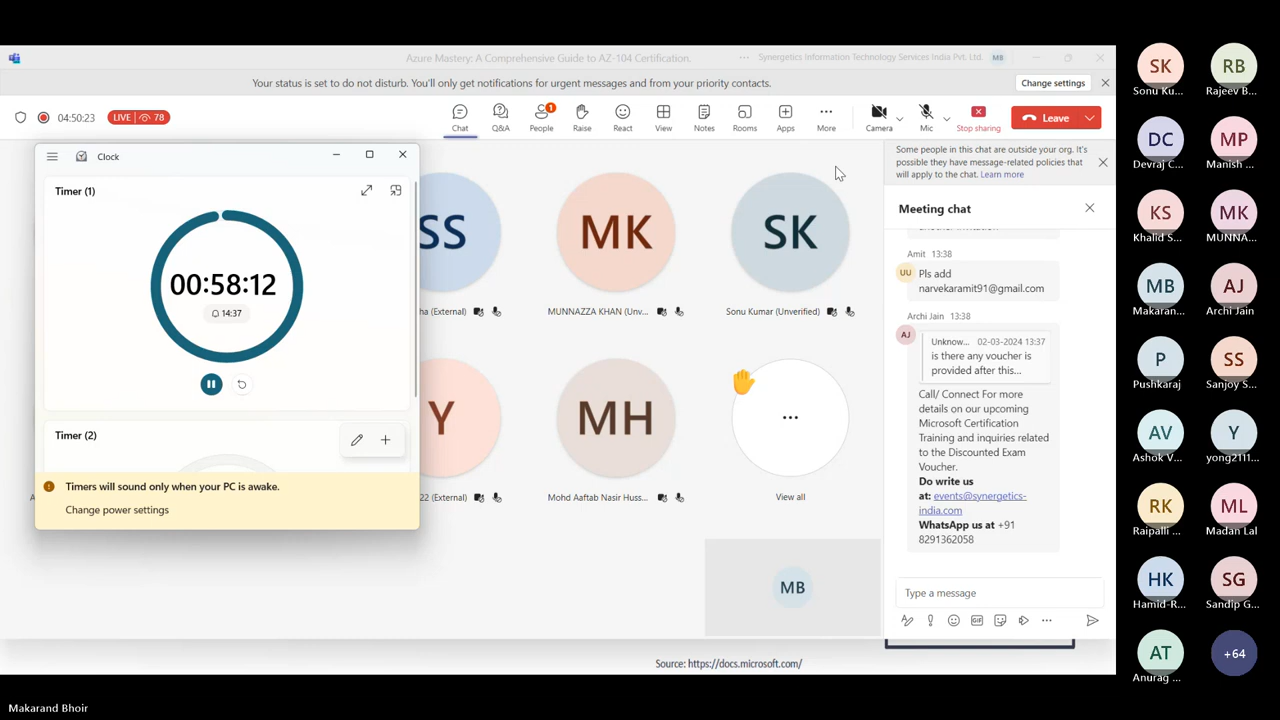 Azure Mastery: A Comprehensive Guide to AZ-104 Certification.
Synergetics Information Technology Services India Pvt. Ltd.
MB
Your status is set to do not disturb. You'll only get notifications for urgent messages and from your priority contacts.
Change settings
04:50:23
LIVE
78
Chat
Q&A
1
People
Raise
React
View
Notes
Rooms
Apps
More
Camera
Mic
Stop sharing
Leave
Clock
Timer (1)
00:58:12
14:37
Timer (2)
Timers will sound only when your PC is awake.
Change power settings
SS
MK
SK
ha (External)
MUNNAZZA KHAN (Unv...
Sonu Kumar (Unverified)
Y
MH
...
22 (External)
Mohd Aaftab Nasir Huss...
View all
MB
Some people in this chat are outside your org. It's
possible they have message-related policies that
will apply to the chat. Learn more
Meeting chat
Amit 13:38
UU
Pls add
narvekaramit91@gmail.com
Archi Jain 13:38
AJ
Unknow... 02-03-2024 13:37
is there any voucher is
provided after this...
Call/ Connect For more
details on our upcoming
Microsoft Certification
Training and inquiries related
to the Discounted Exam
Voucher.
Do write us
at: events@synergetics-
india.com
WhatsApp us at +91
8291362058
Type a message
Source: https://docs.microsoft.com/
SK
Sonu Ku...
RB
Rajeev B...
DC
Devraj C...
MP
Manish ...
KS
Khalid S...
MK
MUNNA...
MB
Makaran...
AJ
Archi Jain
P
Pushkaraj
SS
Sanjoy S...
AV
Ashok V...
Y
yong2111...
RK
Raipalli ...
ML
Madan Lal
HK
Hamid-R...
SG
Sandip G...
AT
Anurag ...
+64
Makarand Bhoir